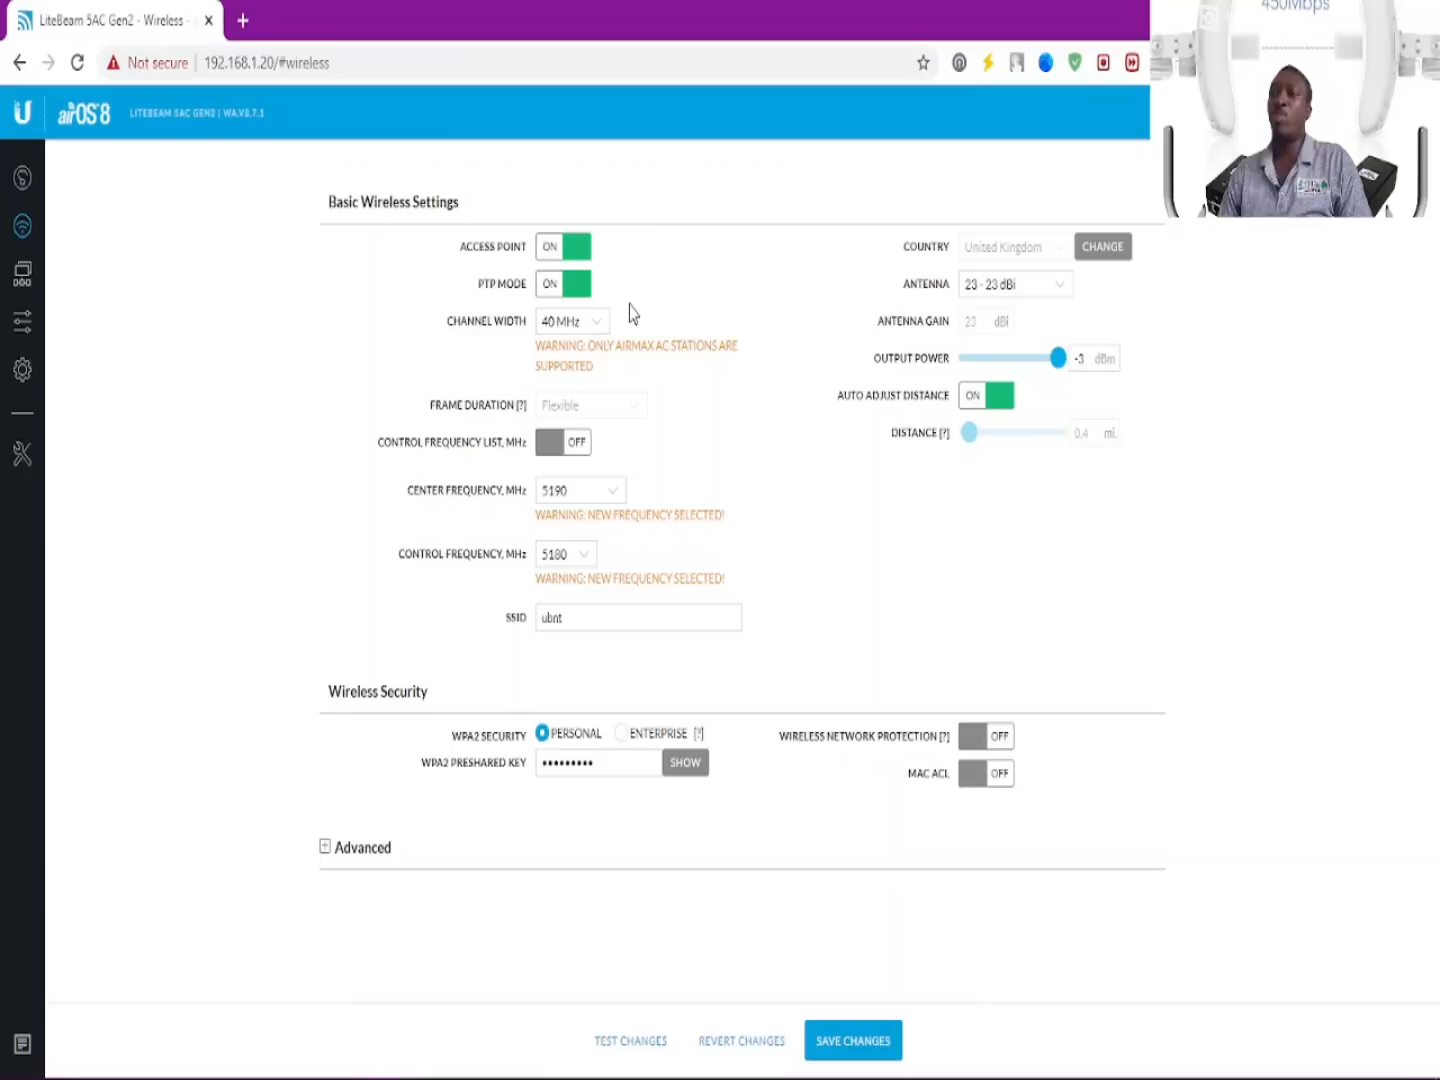 LiteBeam 5AC Gen2 - Wireless -
450Mbps
Not secure
192.168.1.20/#wireless
airOS 8
LITEBEAM 5AC GEN2 | WA.V8.7.1
Basic Wireless Settings
ACCESS POINT ON
PTP MODE ON
CHANNEL WIDTH 40 MHz
WARNING: ONLY AIRMAX AC STATIONS ARE
SUPPORTED
FRAME DURATION [?] Flexible
CONTROL FREQUENCY LIST, MHz OFF
CENTER FREQUENCY, MHz 5190
WARNING: NEW FREQUENCY SELECTED!
CONTROL FREQUENCY, MHz 5180
WARNING: NEW FREQUENCY SELECTED!
SSID ubnt
COUNTRY United Kingdom CHANGE
ANTENNA 23 - 23 dBi
ANTENNA GAIN 23 dBi
OUTPUT POWER -3 dBm
AUTO ADJUST DISTANCE ON
DISTANCE [?] 0.4 mi.
Wireless Security
WPA2 SECURITY PERSONAL ENTERPRISE [?]
WPA2 PRESHARED KEY ••••••••• SHOW
WIRELESS NETWORK PROTECTION [?] OFF
MAC ACL OFF
Advanced
TEST CHANGES REVERT CHANGES SAVE CHANGES